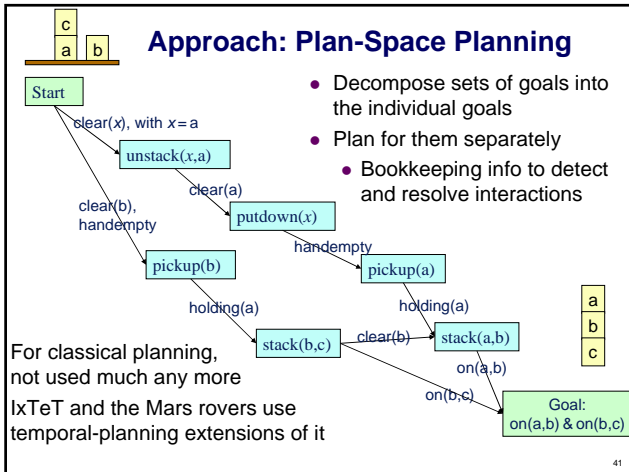 c
a
b
Approach: Plan-Space Planning
Start
● Decompose sets of goals into
the individual goals
● Plan for them separately
● Bookkeeping info to detect
and resolve interactions
clear(x), with x = a
unstack(x,a)
clear(a)
putdown(x)
clear(b),
handempty
handempty
pickup(b)
pickup(a)
holding(a)
holding(a)
a
b
c
stack(b,c)
clear(b)
stack(a,b)
on(a,b)
on(b,c)
For classical planning,
not used much any more
IxTeT and the Mars rovers use
temporal-planning extensions of it
Goal:
on(a,b) & on(b,c)
41